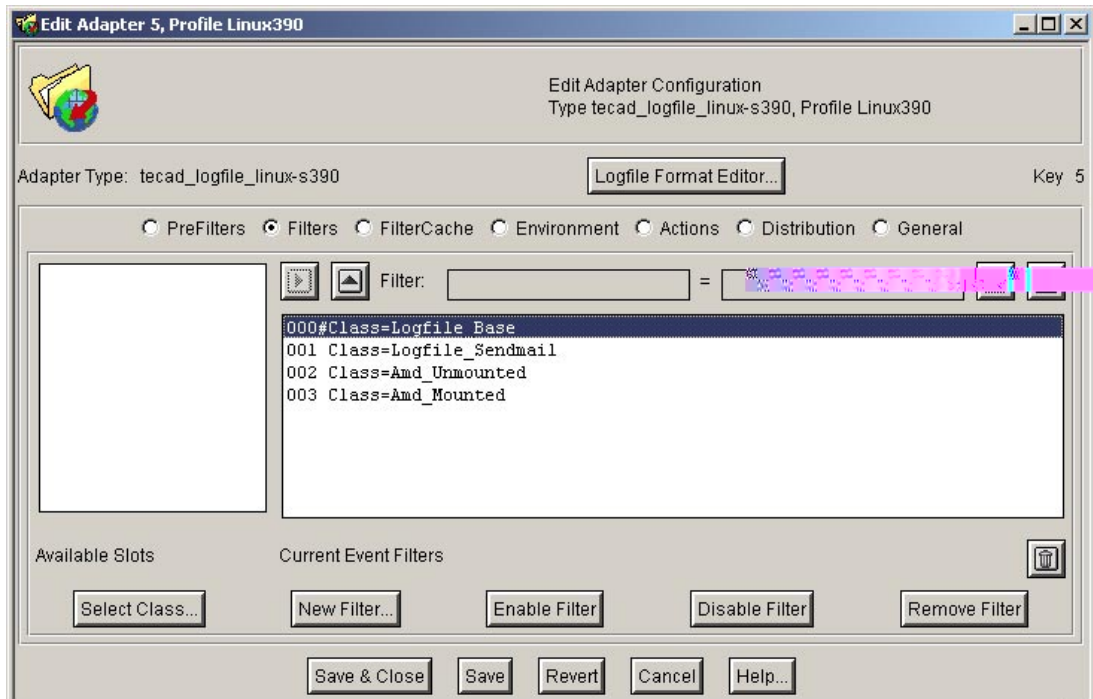 Edit Adapter 5, Profile Linux390
Edit Adapter Configuration
Type tecad_logfile_linux-s390, Profile Linux390
Adapter Type: tecad_logfile_linux-s390 Logfile Format Editor... Key 5
PreFilters Filters FilterCache Environment Actions Distribution General
Filter: =
000#Class=Logfile_Base
001 Class=Logfile_Sendmail
002 Class=Amd_Unmounted
003 Class=Amd_Mounted
Available Slots Current Event Filters
Select Class... New Filter... Enable Filter Disable Filter Remove Filter
Save & Close Save Revert Cancel Help...